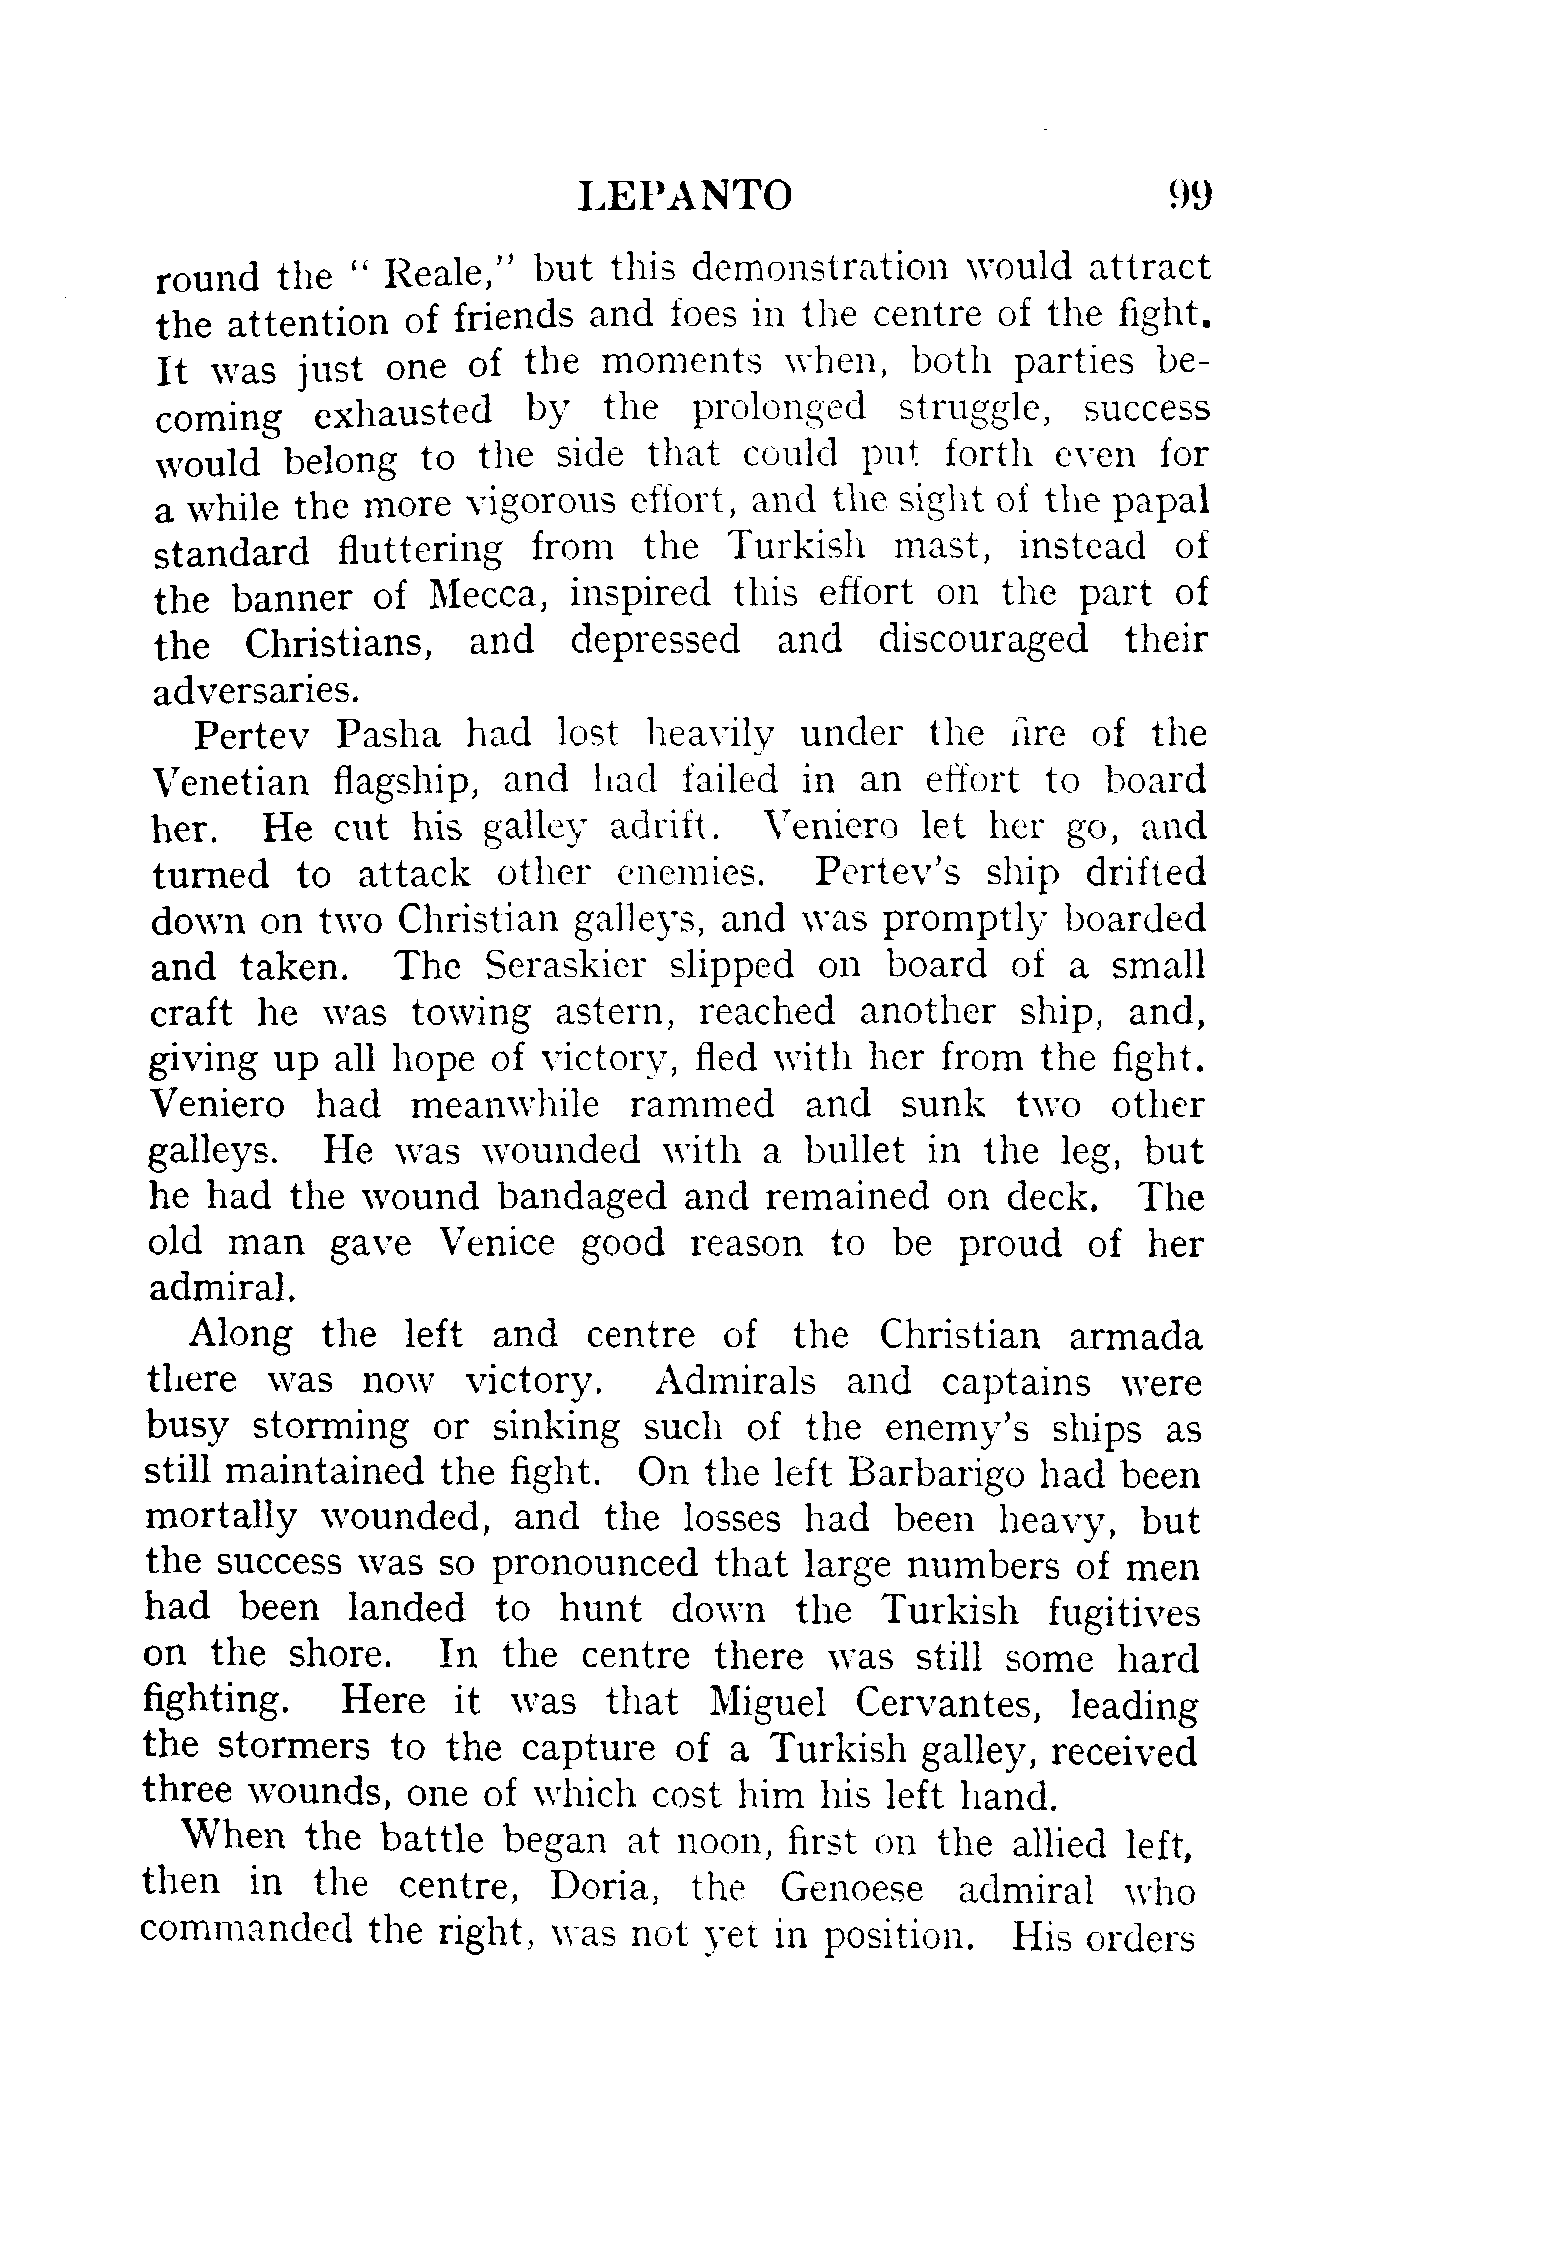 LEPANTO 99
round the “ Reale,” but this demonstration would attract
the attention of friends and foes in the centre of the fight.
It was just one of the moments when, both parties be-
coming exhausted by the prolonged struggle, success
would belong to the side that could put forth even for
a while the more vigorous effort, and the sight of the papal
standard fluttering from the Turkish mast, instead of
the banner of Mecca, inspired this effort on the part of
the Christians, and depressed and discouraged their
adversaries.
Pertev Pasha had lost heavily under the fire of the
Venetian flagship, and had failed in an effort to board
her. He cut his galley adrift. Veniero let her go, and
turned to attack other enemies. Pertev’s ship drifted
down on two Christian galleys, and was promptly boarded
and taken. The Seraskier slipped on board of a small
craft he was towing astern, reached another ship, and,
giving up all hope of victory, fled with her from the fight.
Veniero had meanwhile rammed and sunk two other
galleys. He was wounded with a bullet in the leg, but
he had the wound bandaged and remained on deck. The
old man gave Venice good reason to be proud of her
admiral.
Along the left and centre of the Christian armada
there was now victory. Admirals and captains were
busy storming or sinking such of the enemy’s ships as
still maintained the fight. On the left Barbarigo had been
mortally wounded, and the losses had been heavy, but
the success was so pronounced that large numbers of men
had been landed to hunt down the Turkish fugitives
on the shore. In the centre there was still some hard
fighting. Here it was that Miguel Cervantes, leading
the stormers to the capture of a Turkish galley, received
three wounds, one of which cost him his left hand.
When the battle began at noon, first on the allied left,
then in the centre, Doria, the Genoese admiral who
commanded the right, was not yet in position. His orders